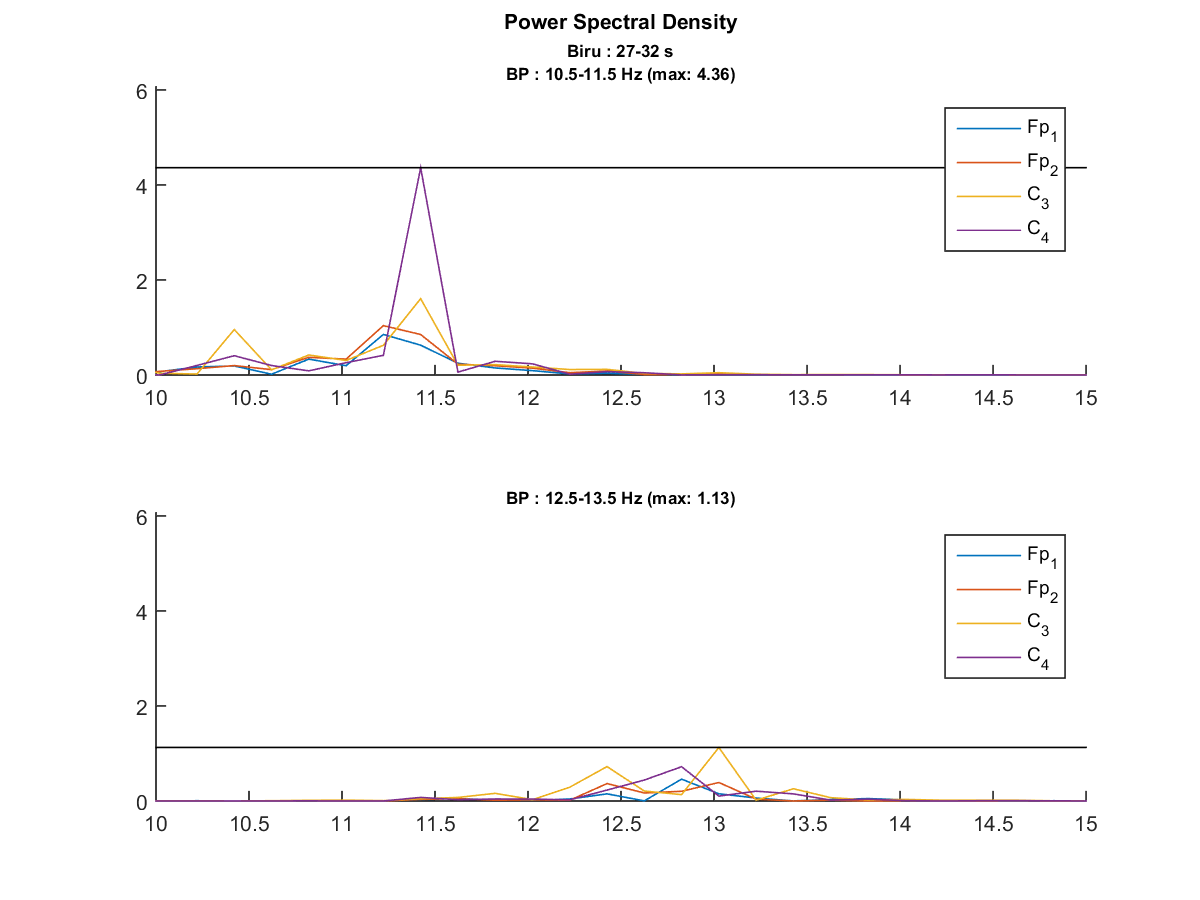 Power Spectral Density
Biru : 27-32 s
BP : 10.5-11.5 Hz (max: 4.36)
6
4
2
0
10 10.5 11 11.5 12 12.5 13 13.5 14 14.5 15
Fp1
Fp2
C3
C4
BP : 12.5-13.5 Hz (max: 1.13)
6
4
2
0
10 10.5 11 11.5 12 12.5 13 13.5 14 14.5 15
Fp1
Fp2
C3
C4